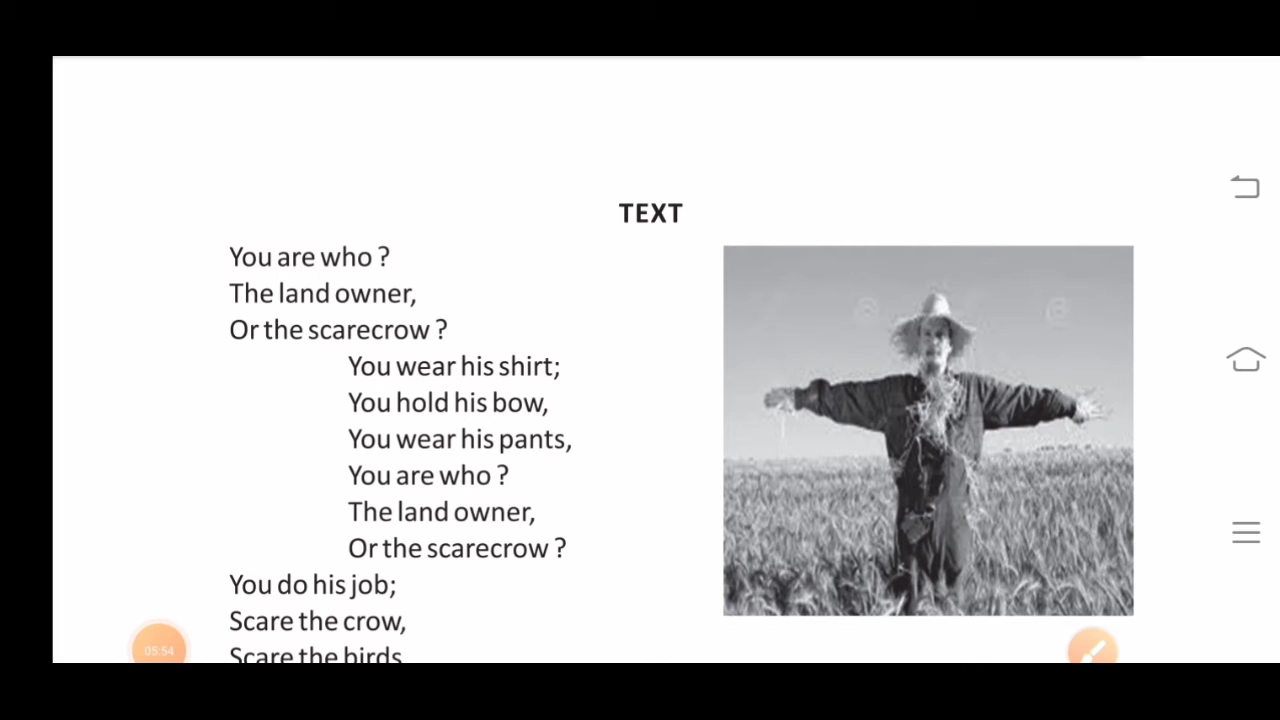 TEXT
You are who ?
The land owner,
Or the scarecrow ?
You wear his shirt;
You hold his bow,
You wear his pants,
You are who ?
The land owner,
Or the scarecrow ?
You do his job;
Scare the crow,
Scare the birds
05:54